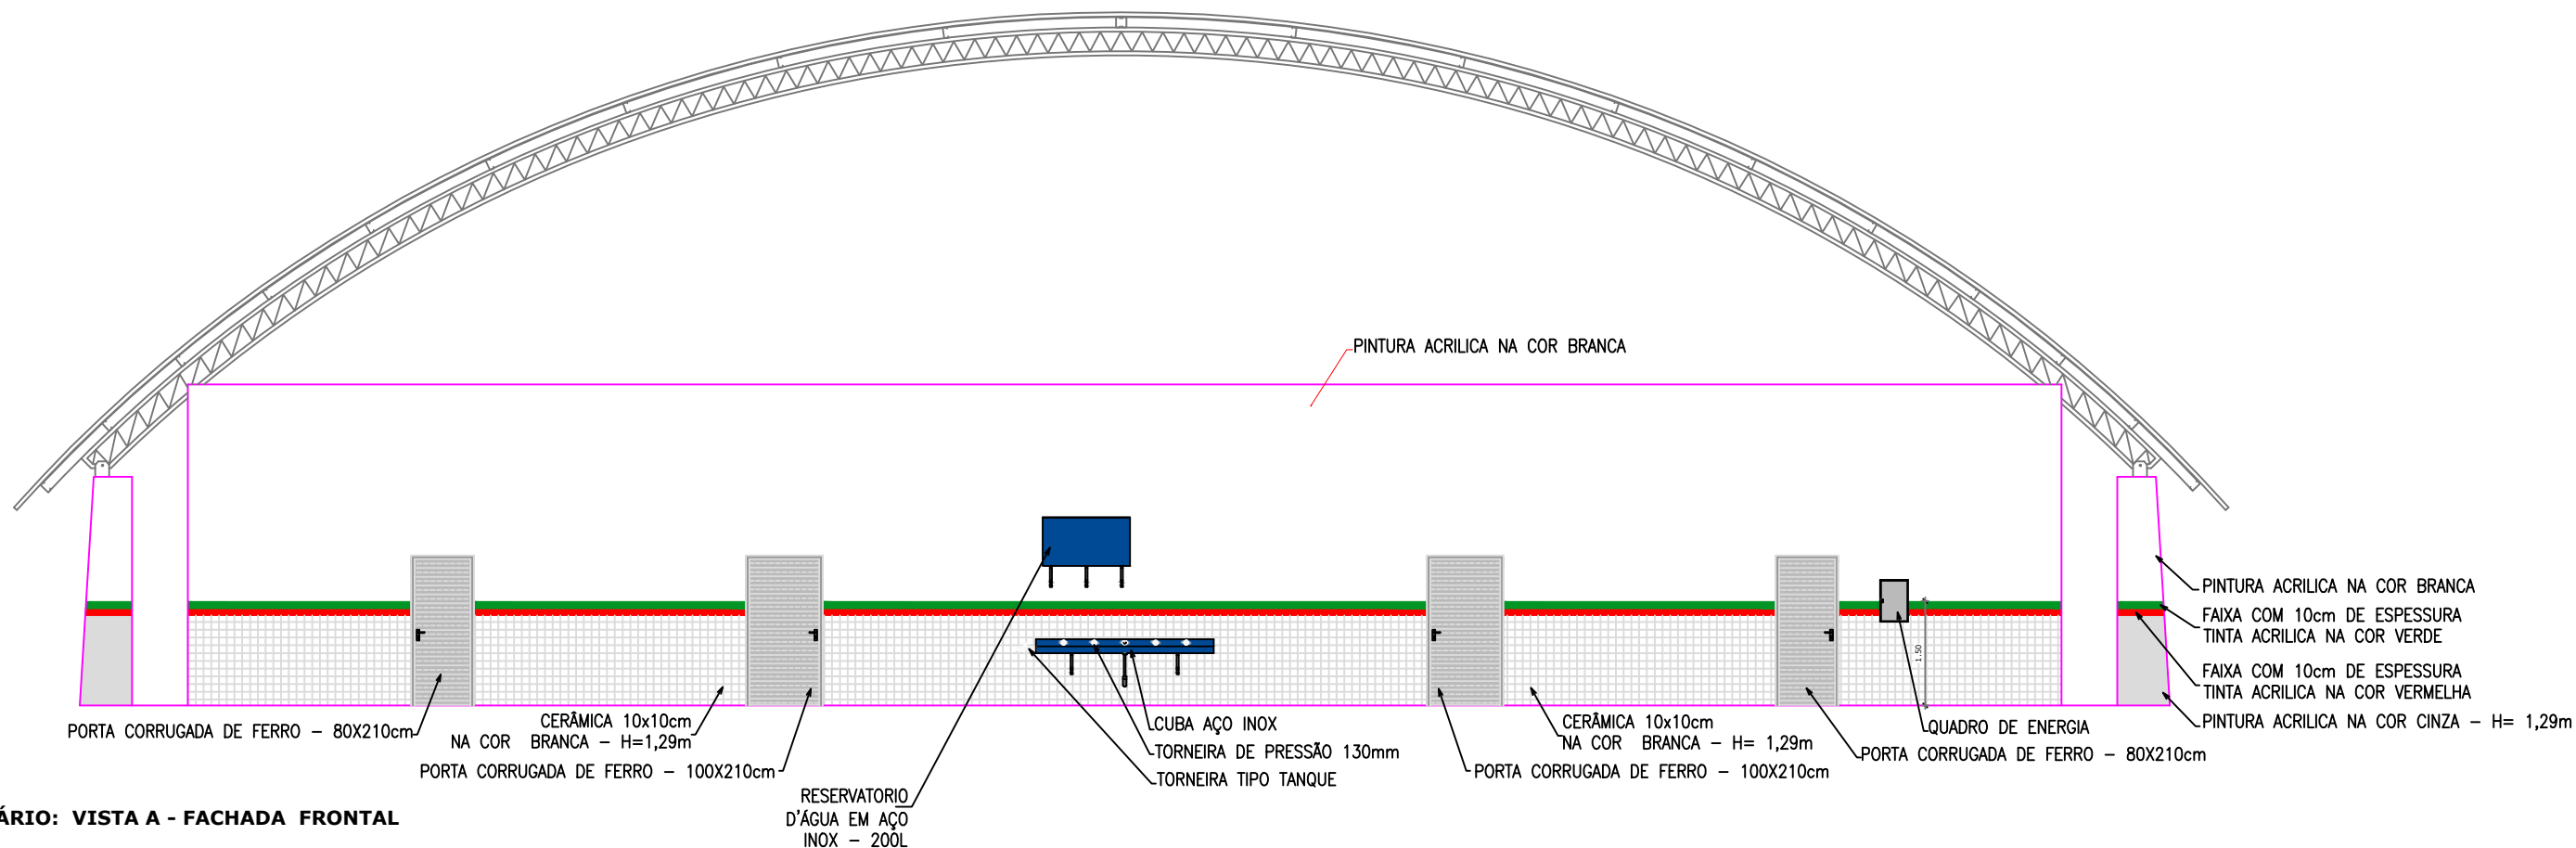 PINTURA ACRILICA NA COR BRANCA
PINTURA ACRILICA NA COR BRANCA
FAIXA COM 10cm DE ESPESSURA
TINTA ACRILICA NA COR VERDE
FAIXA COM 10cm DE ESPESSURA
TINTA ACRILICA NA COR VERMELHA
PINTURA ACRILICA NA COR CINZA – H= 1,29m
1.50
PORTA CORRUGADA DE FERRO – 80X210cm
CERÂMICA 10x10cm
NA COR BRANCA – H=1,29m
PORTA CORRUGADA DE FERRO – 100X210cm
RESERVATORIO
D'ÁGUA EM AÇO
INOX – 200L
CUBA AÇO INOX
TORNEIRA DE PRESSÃO 130mm
TORNEIRA TIPO TANQUE
CERÂMICA 10x10cm
NA COR BRANCA – H= 1,29m
PORTA CORRUGADA DE FERRO – 100X210cm
QUADRO DE ENERGIA
PORTA CORRUGADA DE FERRO – 80X210cm
ÁRIO: VISTA A - FACHADA FRONTAL